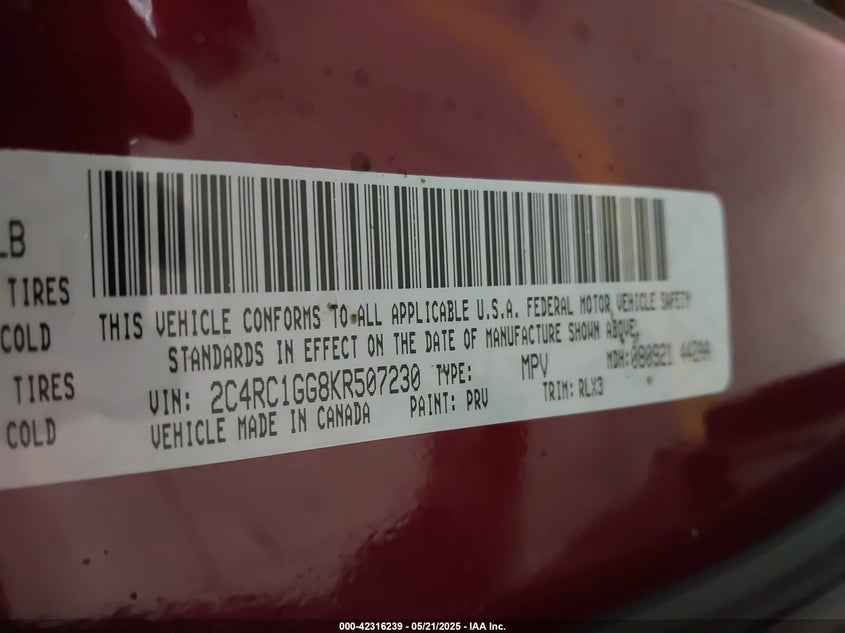 LB
TIRES
COLD
TIRES
COLD
THIS VEHICLE CONFORMS TO ALL APPLICABLE U.S.A. FEDERAL MOTOR VEHICLE SAFETY
STANDARDS IN EFFECT ON THE DATE OF MANUFACTURE SHOWN ABOVE.
VIN: 2C4RC1GG8KR507230 TYPE: MPV MDH: 080921
VEHICLE MADE IN CANADA PAINT: PRV TRIM: RLX3
000-42316239 - 05/21/2025 - IAA Inc.